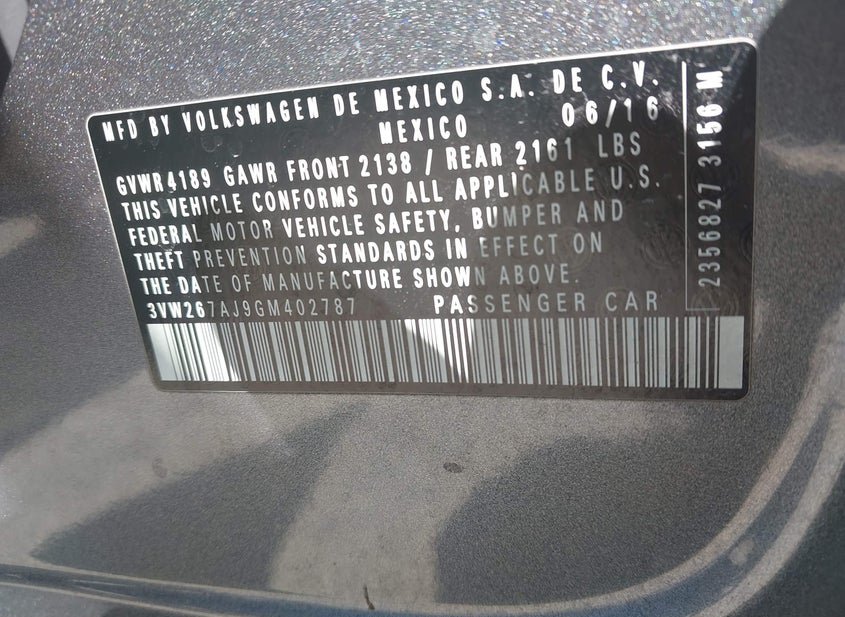 MFD BY VOLKSWAGEN DE MEXICO S.A. DE C.V.
MEXICO 06/16
GVWR4189 GAWR FRONT 2138 / REAR 2161 LBS
THIS VEHICLE CONFORMS TO ALL APPLICABLE U.S.
FEDERAL MOTOR VEHICLE SAFETY, BUMPER AND
THEFT PREVENTION STANDARDS IN EFFECT ON
THE DATE OF MANUFACTURE SHOWN ABOVE.
3VW267AJ9GM402787 PASSENGER CAR
2356827 3156 M